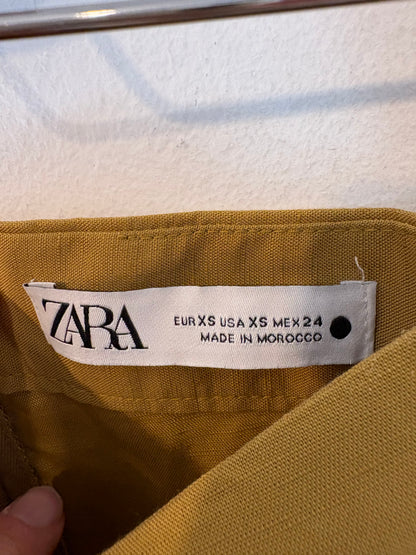 ZARA
EUR XS USA XS MEX 24
MADE IN MOROCCO